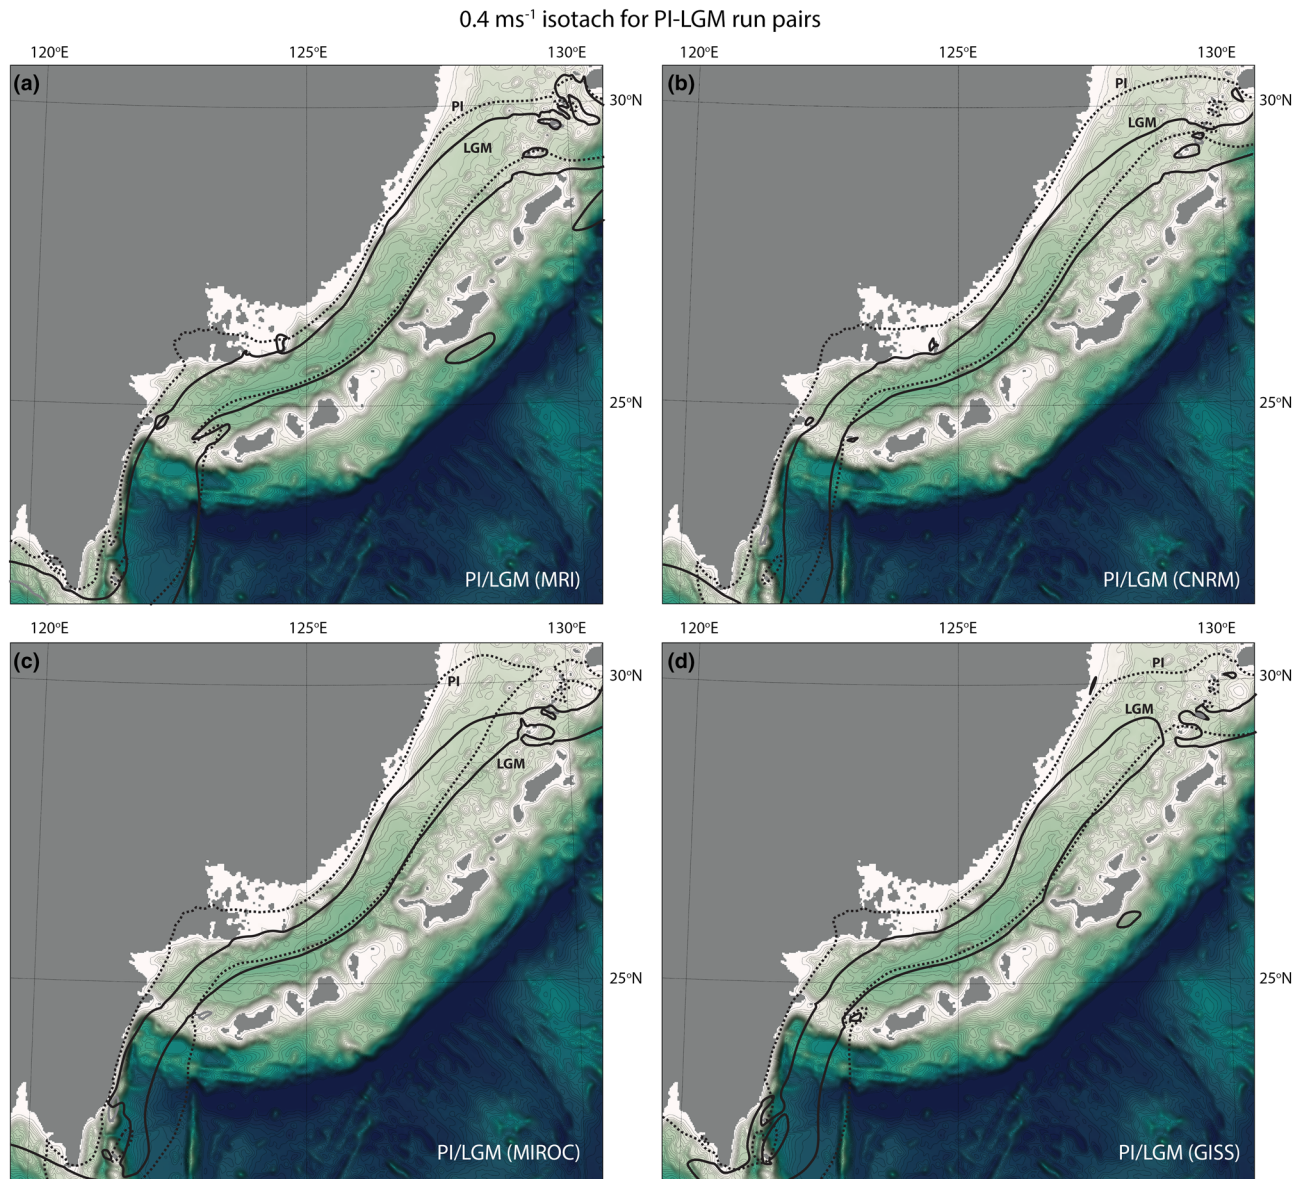 0.4 ms⁻¹ isotach for PI-LGM run pairs
120°E 125°E 130°E 120°E 125°E 130°E
(a) (b)
PI PI
30°N 30°N
LGM LGM
25°N 25°N
PI/LGM (MRI) PI/LGM (CNRM)
120°E 125°E 130°E 120°E 125°E 130°E
(c) (d)
PI PI
30°N 30°N
LGM LGM
25°N 25°N
PI/LGM (MIROC) PI/LGM (GISS)